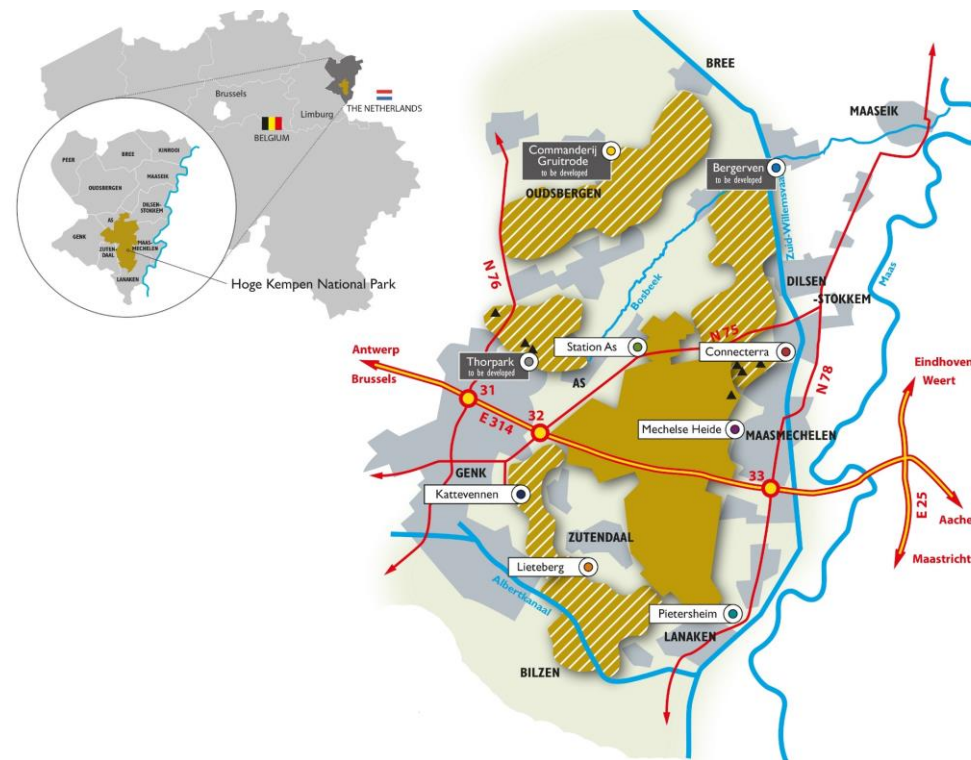 Brussels
Limburg
THE NETHERLANDS
BELGIUM
PEER
BREE
KINROOI
MAASEIK
OUDSBERGEN
DILSEN-
STOKKEM
AS
GENK
ZUTEN-
DAAL
MAAS-
MECHELEN
LANAKEN
Hoge Kempen National Park
BREE
MAASEIK
Commanderij
Gruitrode
to be developed
OUDSBERGEN
Bergerven
to be developed
Zuid-Willemsvaart
Maas
N 76
Bosbeek
DILSEN
-STOKKEM
N 75
Station As
Connecterra
Thorpark
to be developed
AS
N 78
Antwerp
Brussels
31
E 314
32
Mechelse Heide
MAASMECHELEN
Eindhoven
Weert
GENK
33
Kattevennen
E 25
Aache
Maastricht
ZUTENDAAL
Lieteberg
Albertkanaal
Pietersheim
LANAKEN
BILZEN